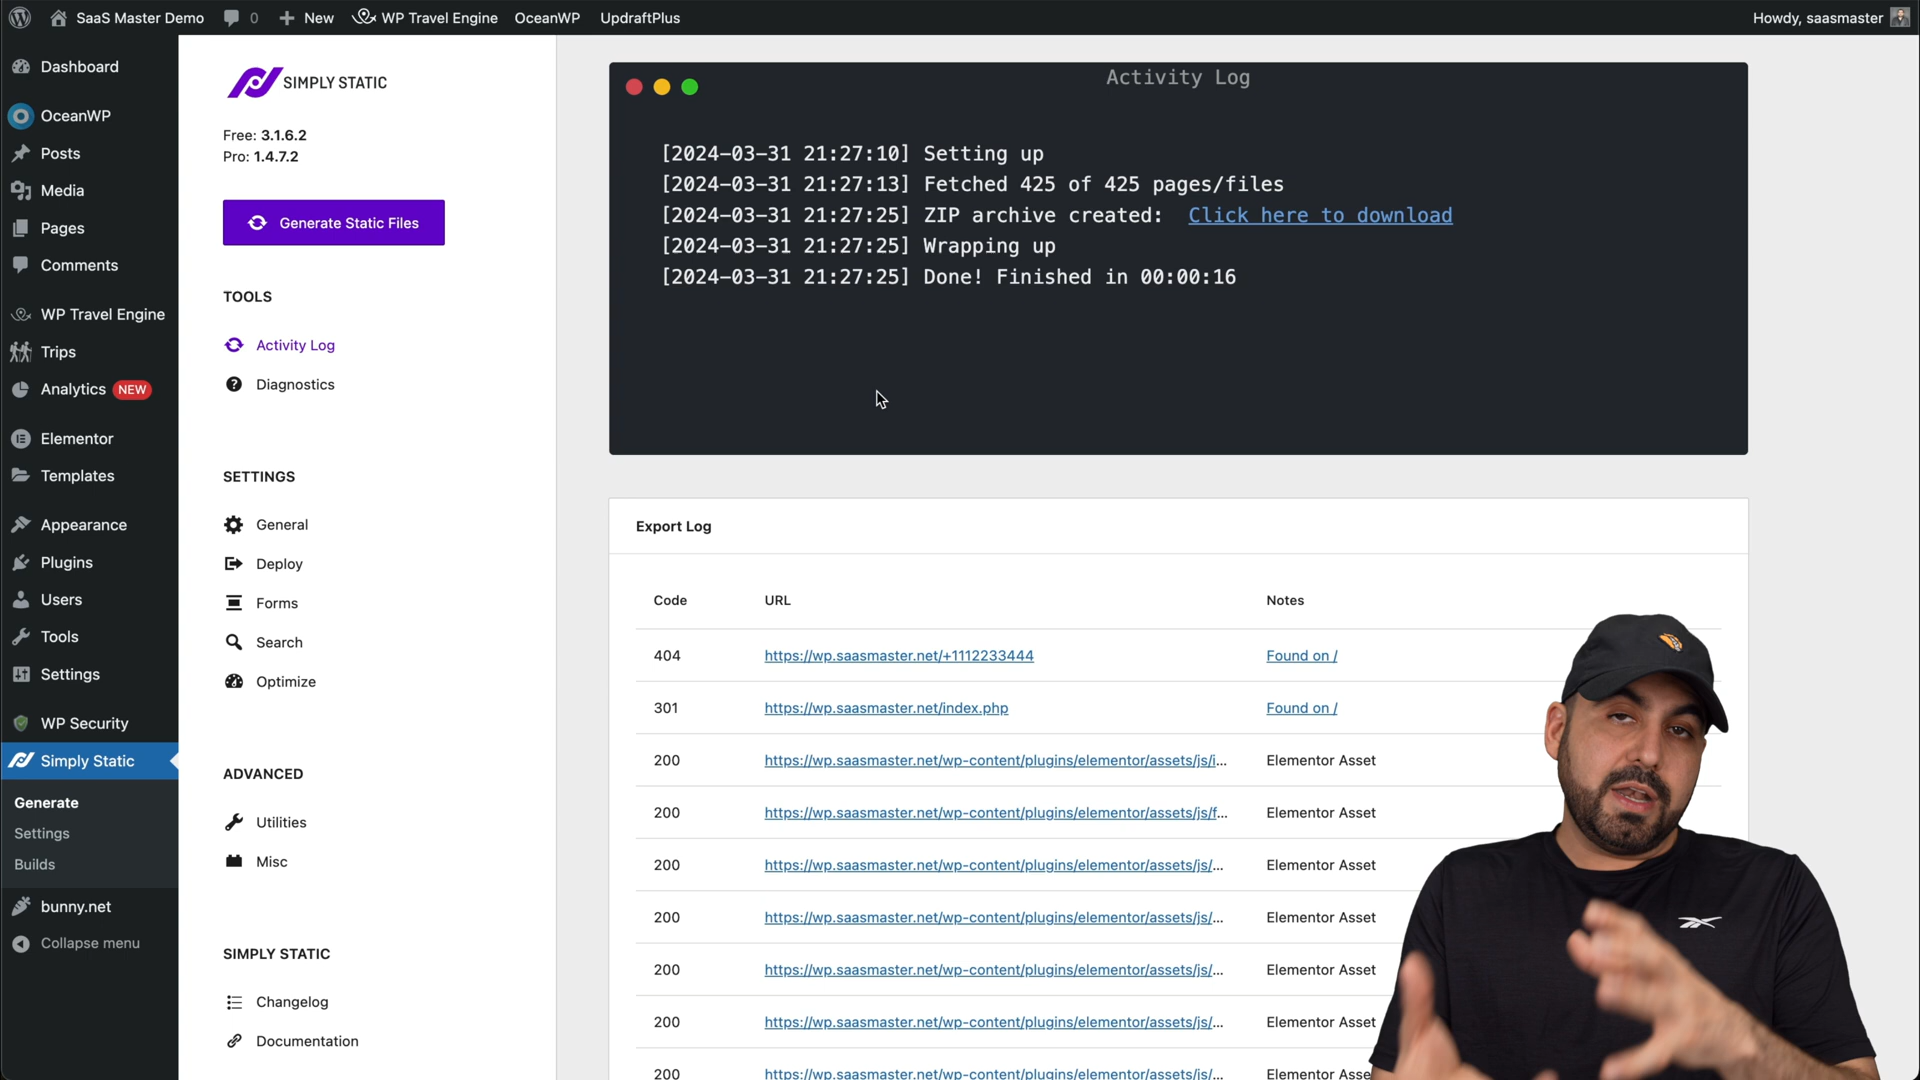 SaaS Master Demo
0
New
WP Travel Engine
OceanWP
UpdraftPlus
Howdy, saasmaster
Dashboard
OceanWP
Posts
Media
Pages
Comments
WP Travel Engine
Trips
Analytics NEW
Elementor
Templates
Appearance
Plugins
Users
Tools
Settings
WP Security
Simply Static
Generate
Settings
Builds
bunny.net
Collapse menu
SIMPLY STATIC
Free: 3.1.6.2
Pro: 1.4.7.2
Generate Static Files
TOOLS
Activity Log
Diagnostics
SETTINGS
General
Deploy
Forms
Search
Optimize
ADVANCED
Utilities
Misc
SIMPLY STATIC
Changelog
Documentation
Activity Log
[2024-03-31 21:27:10] Setting up
[2024-03-31 21:27:13] Fetched 425 of 425 pages/files
[2024-03-31 21:27:25] ZIP archive created: Click here to download
[2024-03-31 21:27:25] Wrapping up
[2024-03-31 21:27:25] Done! Finished in 00:00:16
Export Log
Code URL Notes
404 https://wp.saasmaster.net/+1112233444 Found on /
301 https://wp.saasmaster.net/index.php Found on /
200 https://wp.saasmaster.net/wp-content/plugins/elementor/assets/js/i... Elementor Asset
200 https://wp.saasmaster.net/wp-content/plugins/elementor/assets/js/f... Elementor Asset
200 https://wp.saasmaster.net/wp-content/plugins/elementor/assets/js/... Elementor Asset
200 https://wp.saasmaster.net/wp-content/plugins/elementor/assets/js/... Elementor Asset
200 https://wp.saasmaster.net/wp-content/plugins/elementor/assets/js/... Elementor Asset
200 https://wp.saasmaster.net/wp-content/plugins/elementor/assets/js/... Elementor Asset
200 https://wp.saasmaster.net/wp-content/plugins/elementor/assets/js/... Elementor Asse